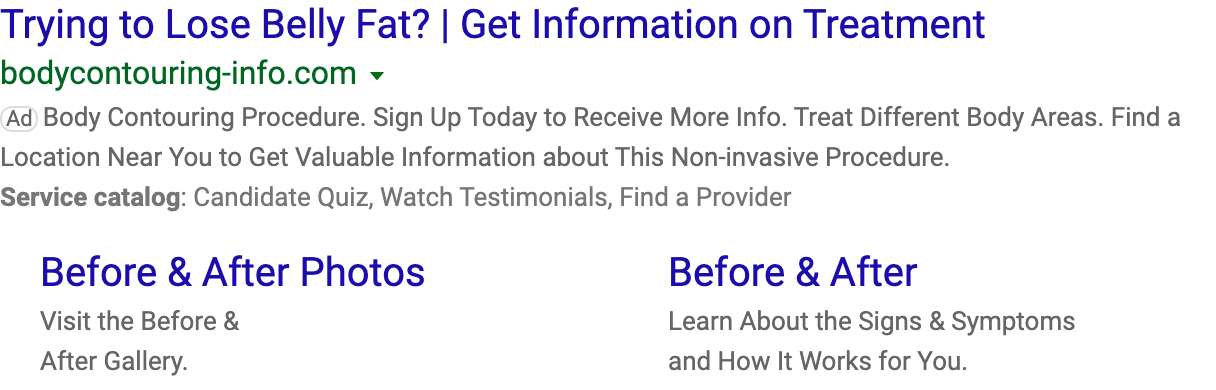 Trying to Lose Belly Fat? | Get Information on Treatment
bodycontouring-info.com
Ad Body Contouring Procedure. Sign Up Today to Receive More Info. Treat Different Body Areas. Find a
Location Near You to Get Valuable Information about This Non-invasive Procedure.
Service catalog: Candidate Quiz, Watch Testimonials, Find a Provider
Before & After Photos
Visit the Before &
After Gallery.
Before & After
Learn About the Signs & Symptoms
and How It Works for You.